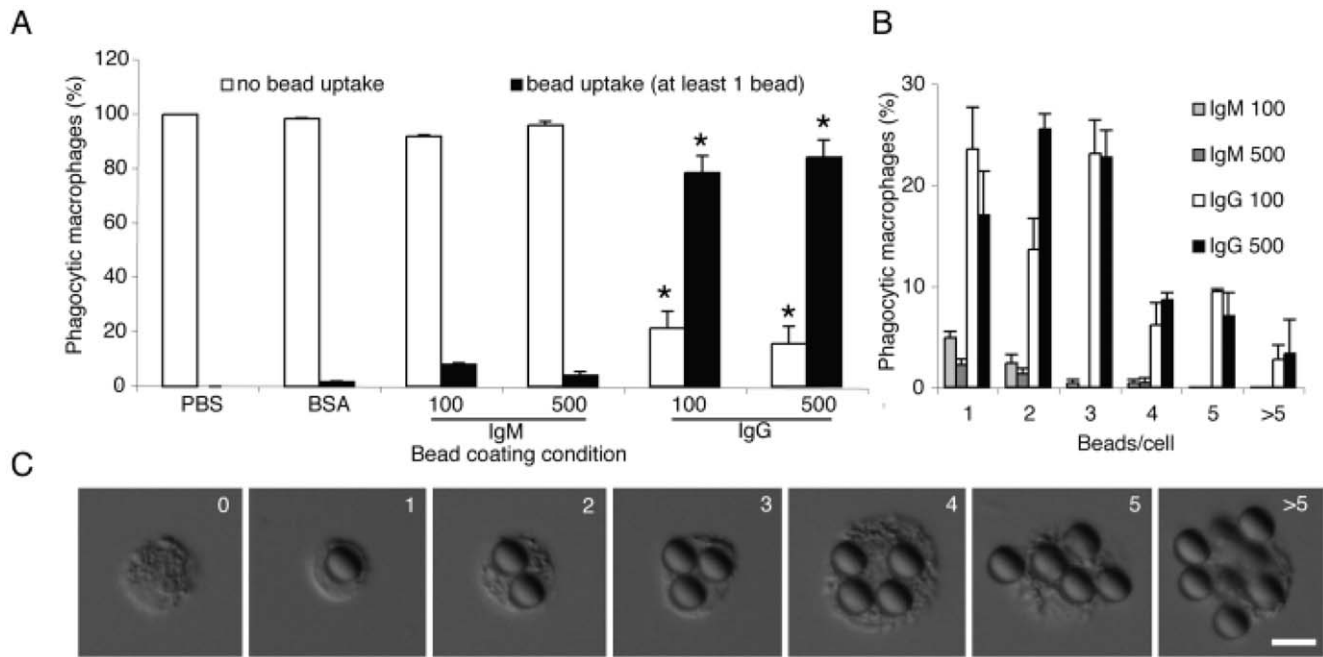 A
Phagocytic macrophages (%)
120
100
80
60
40
20
0
no bead uptake
bead uptake (at least 1 bead)
*
*
*
*
PBS
BSA
100
500
100
500
IgM
IgG
Bead coating condition
B
Phagocytic macrophages (%)
30
20
10
0
IgM 100
IgM 500
IgG 100
IgG 500
1
2
3
4
5
>5
Beads/cell
C
0
1
2
3
4
5
>5